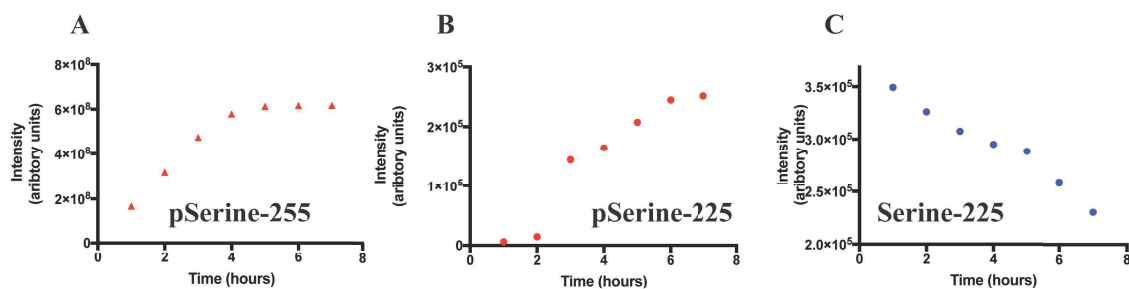 A
B
C
8×10⁸
6×10⁸
4×10⁸
2×10⁸
0
Intensity
(aribtory units)
pSerine-255
0 2 4 6 8
Time (hours)
3×10⁵
2×10⁵
1×10⁵
0
Intensity
(aribtory units)
pSerine-225
0 2 4 6 8
Time (hours)
3.5×10⁵
3.0×10⁵
2.5×10⁵
2.0×10⁵
Intensity
(aribtory units)
Serine-225
0 2 4 6 8
Time (hours)